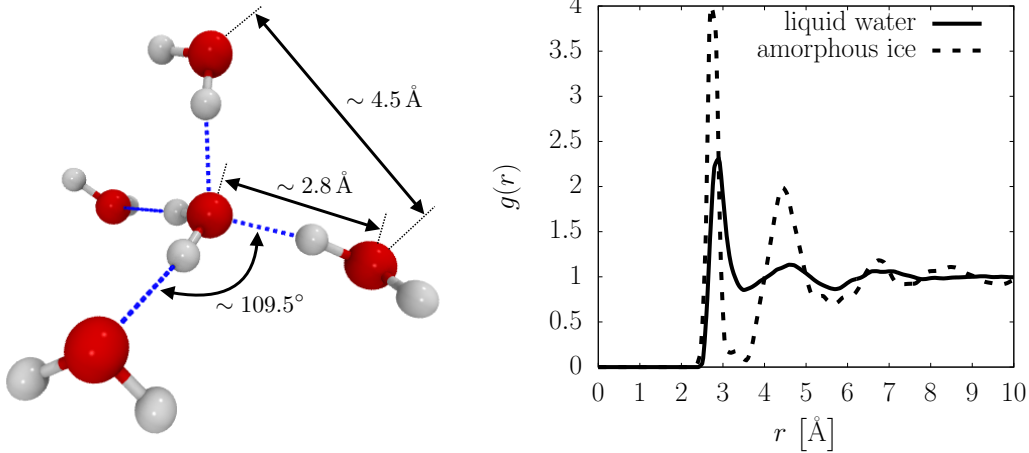 ∼ 4.5 Å
∼ 2.8 Å
∼ 109.5°
liquid water
amorphous ice
g(r)
4
3.5
3
2.5
2
1.5
1
0.5
0
0 1 2 3 4 5 6 7 8 9 10
r [Å]